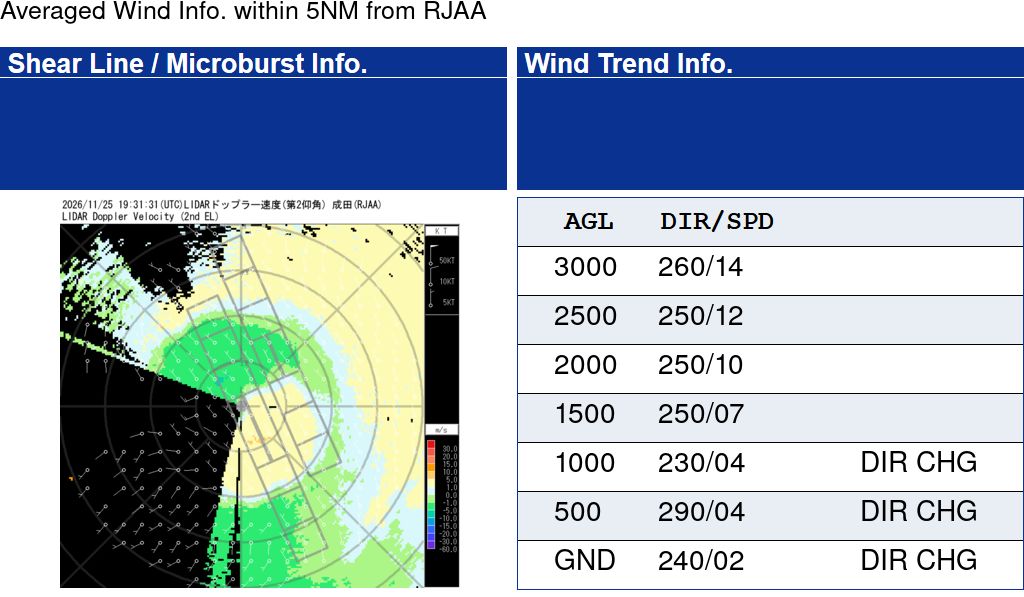 Averaged Wind Info. within 5NM from RJAA
Shear Line / Microburst Info.
Wind Trend Info.
2026/11/25 19:31:31(UTC)LIDARドップラー速度(第2仰角) 成田(RJAA)
LIDAR Doppler Velocity (2nd EL)
K T
50KT
10KT
5KT
m/s
30.0
20.0
15.0
10.0
5.0
1.0
0.0
-1.0
-5.0
-10.0
-15.0
-20.0
-30.0
-60.0
AGL DIR/SPD
3000 260/14
2500 250/12
2000 250/10
1500 250/07
1000 230/04 DIR CHG
500 290/04 DIR CHG
GND 240/02 DIR CHG